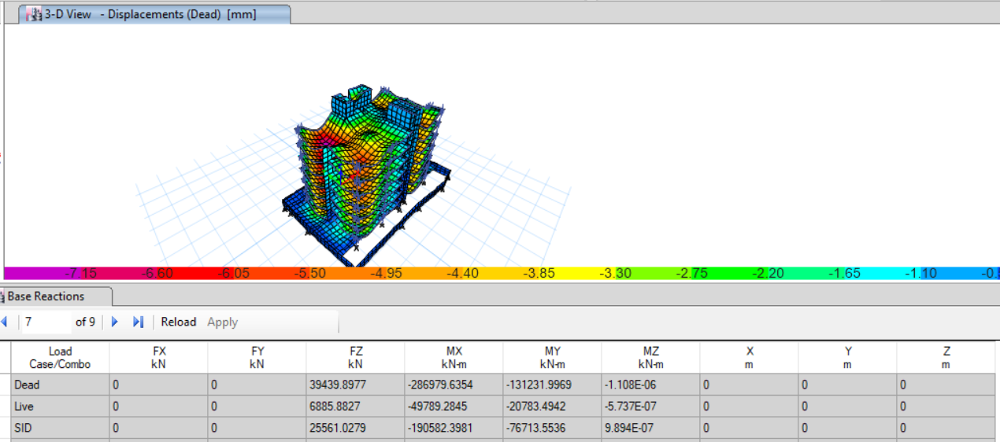 3-D View - Displacements (Dead) [mm]
-7.15 -6.60 -6.05 -5.50 -4.95 -4.40 -3.85 -3.30 -2.75 -2.20 -1.65 -1.10
Base Reactions
7 of 9 Reload Apply
Load Case/Combo FX kN FY kN FZ kN MX kN-m MY kN-m MZ kN-m X m Y m Z m
Dead 0 0 39439.8977 -286979.6354 -131231.9969 -1.108E-06 0 0 0
Live 0 0 6885.8827 -49789.2845 -20783.4942 -5.737E-07 0 0 0
SID 0 0 25561.0279 -190582.3981 -76713.5536 9.894E-07 0 0 0